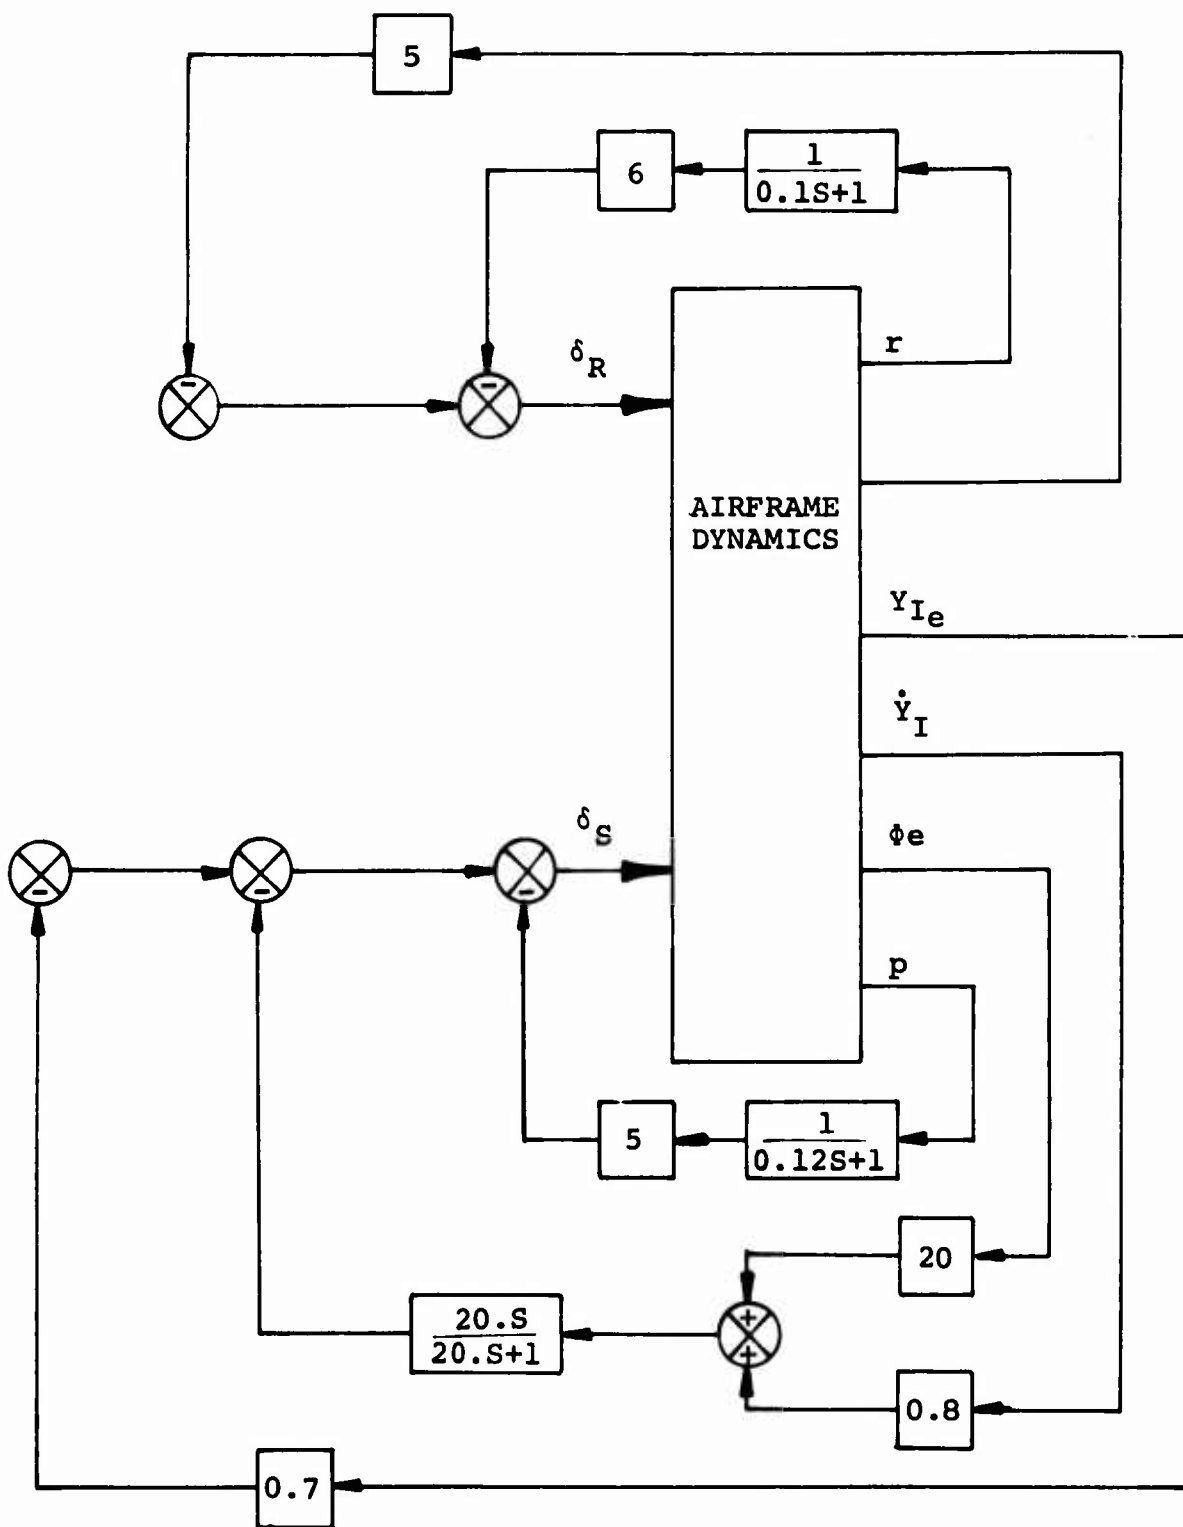 5
6
1
0.1S+1
r
δR
-
-
AIRFRAME
DYNAMICS
YIe
ẎI
δS
Φe
-
-
-
p
5
1
0.12S+1
20
+
+
20.S
20.S+1
0.8
0.7